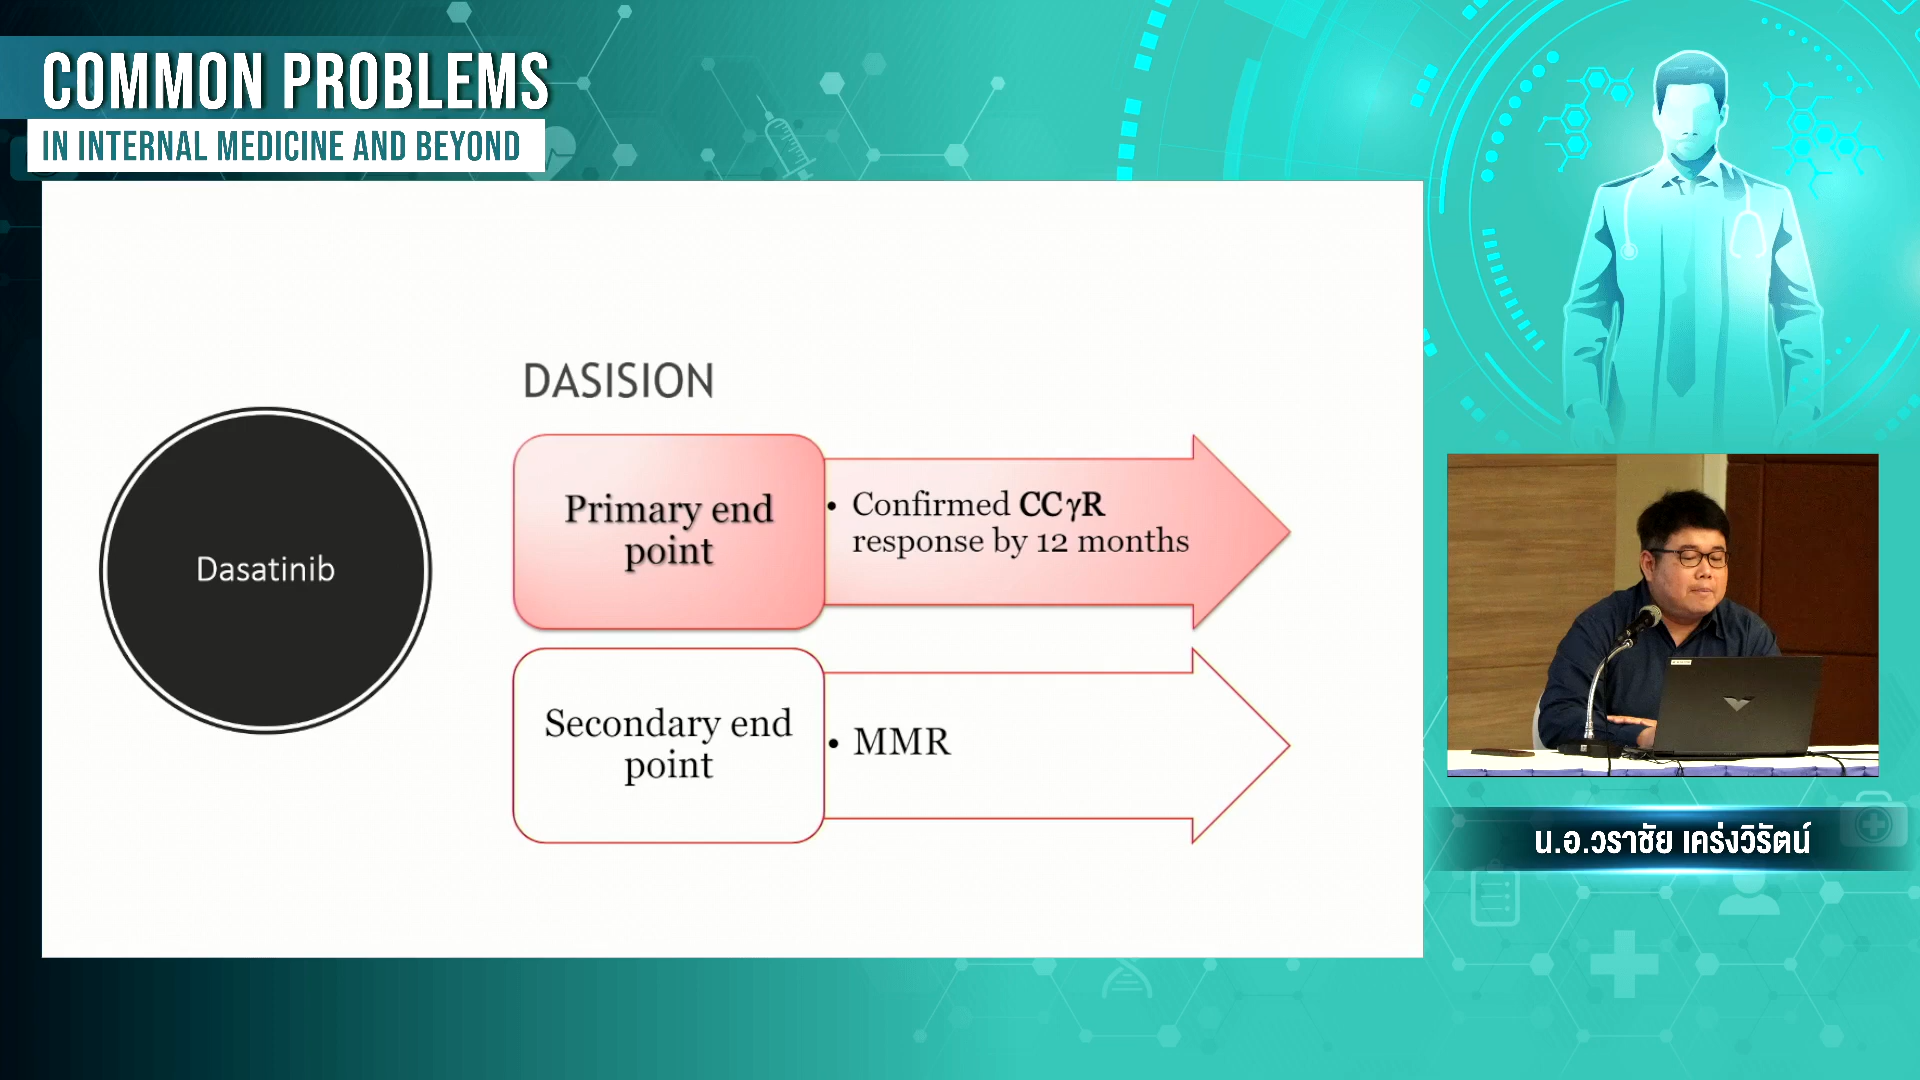 COMMON PROBLEMS
IN INTERNAL MEDICINE AND BEYOND
DASISION
Dasatinib
Primary end
point
• Confirmed CCγR
response by 12 months
Secondary end
point
• MMR
น.อ.วราชัย เคร่งวิรัตน์